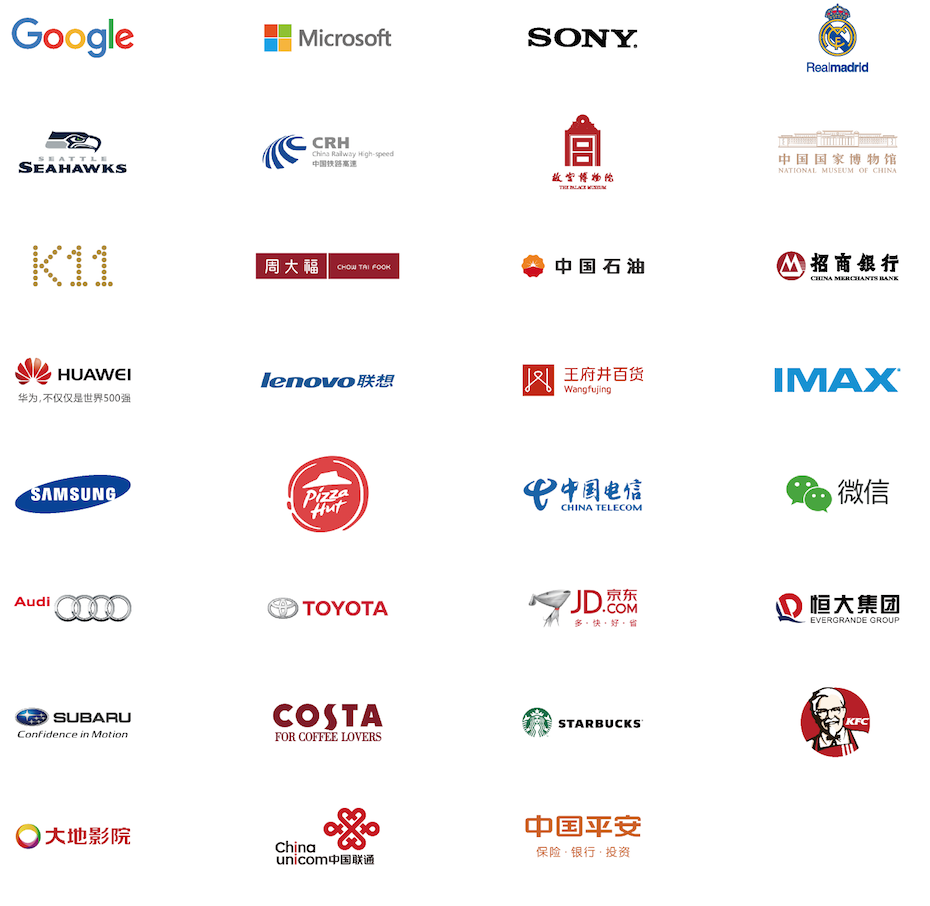 Google
Microsoft
SONY
Realmadrid
SEATTLE
SEAHAWKS
CRH
China Railway High-speed
中国铁路高速
故宫博物院
THE PALACE MUSEUM
中国国家博物馆
NATIONAL MUSEUM OF CHINA
K11
周大福
CHOW TAI FOOK
中国石油
招商银行
CHINA MERCHANTS BANK
HUAWEI
华为,不仅仅是世界500强
lenovo联想
王府井百货
Wangfujing
IMAX®
SAMSUNG
Pizza
Hut
中国电信
CHINA TELECOM
微信
Audi
TOYOTA
JD京东
.COM
多·快·好·省
恒大集团
EVERGRANDE GROUP
SUBARU
Confidence in Motion
COSTA
FOR COFFEE LOVERS
STARBUCKS
KFC
大地影院
China
unicom中国联通
中国平安
保险·银行·投资